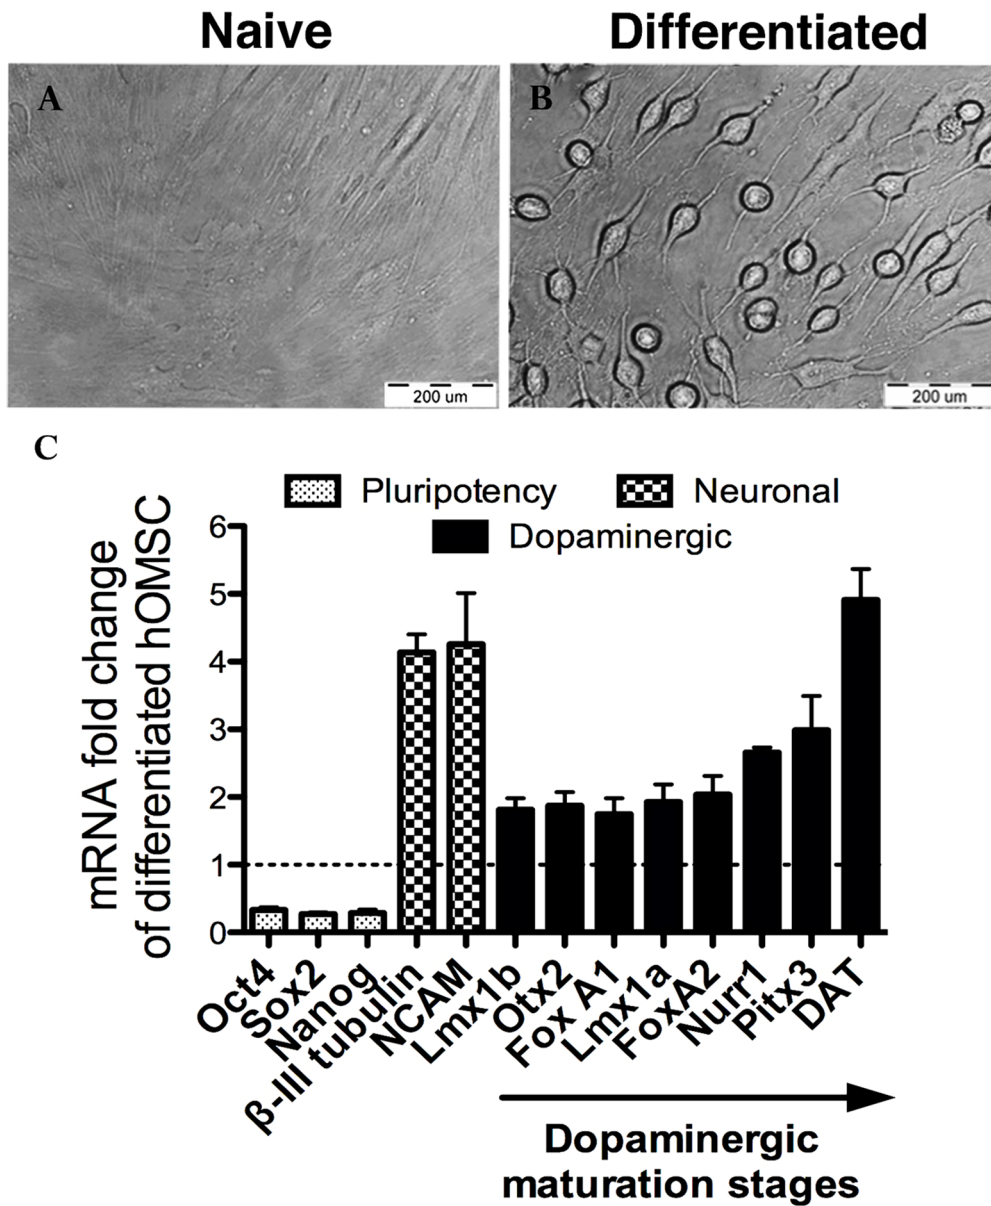 Naive
Differentiated
A
B
200 um
200 um
C
Pluripotency
Neuronal
Dopaminergic
mRNA fold change
of differentiated hOMSC
6
5
4
3
2
1
0
Oct4
Sox2
Nanog
β-III tubulin
NCAM
Lmx1b
Otx2
Fox A1
Lmx1a
FoxA2
Nurr1
Pitx3
DAT
Dopaminergic
maturation stages